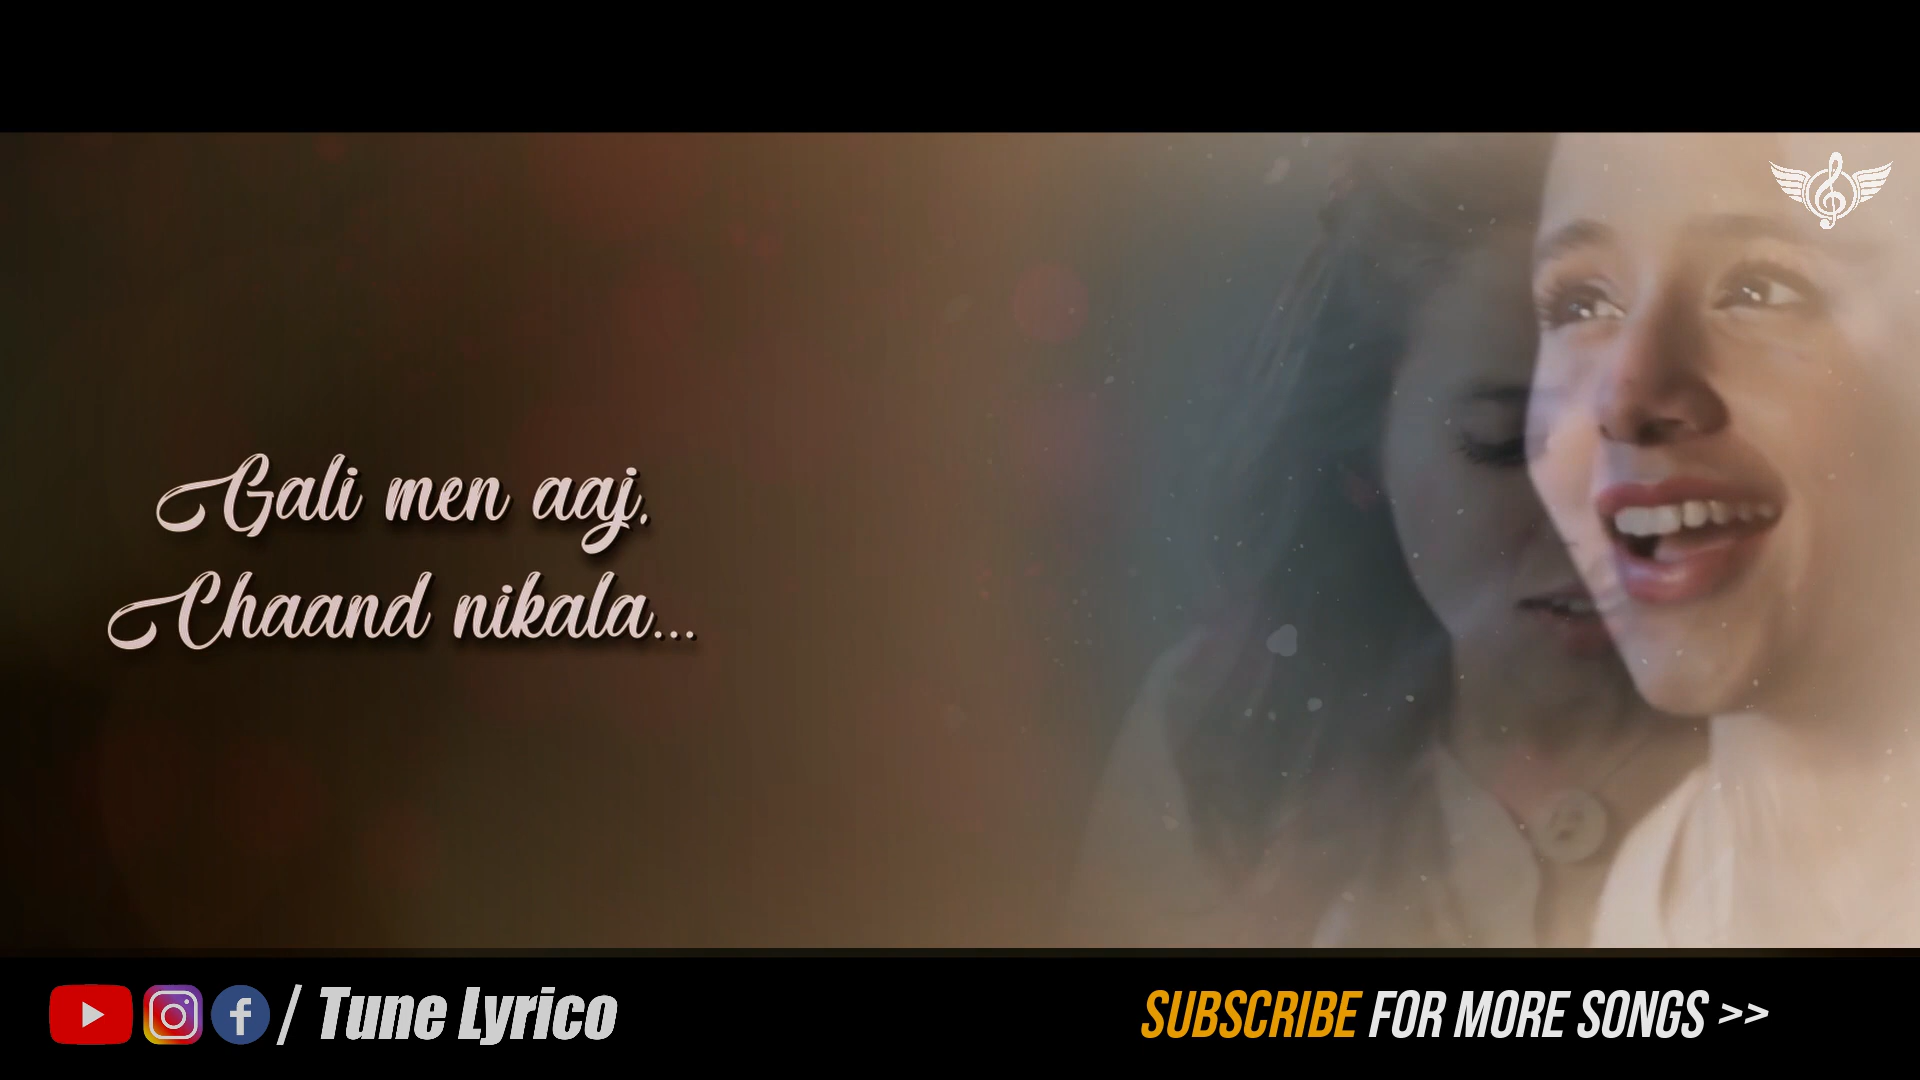 Gali men aaj,
Chaand nikala...
/ Tune Lyrico
SUBSCRIBE FOR MORE SONGS >>